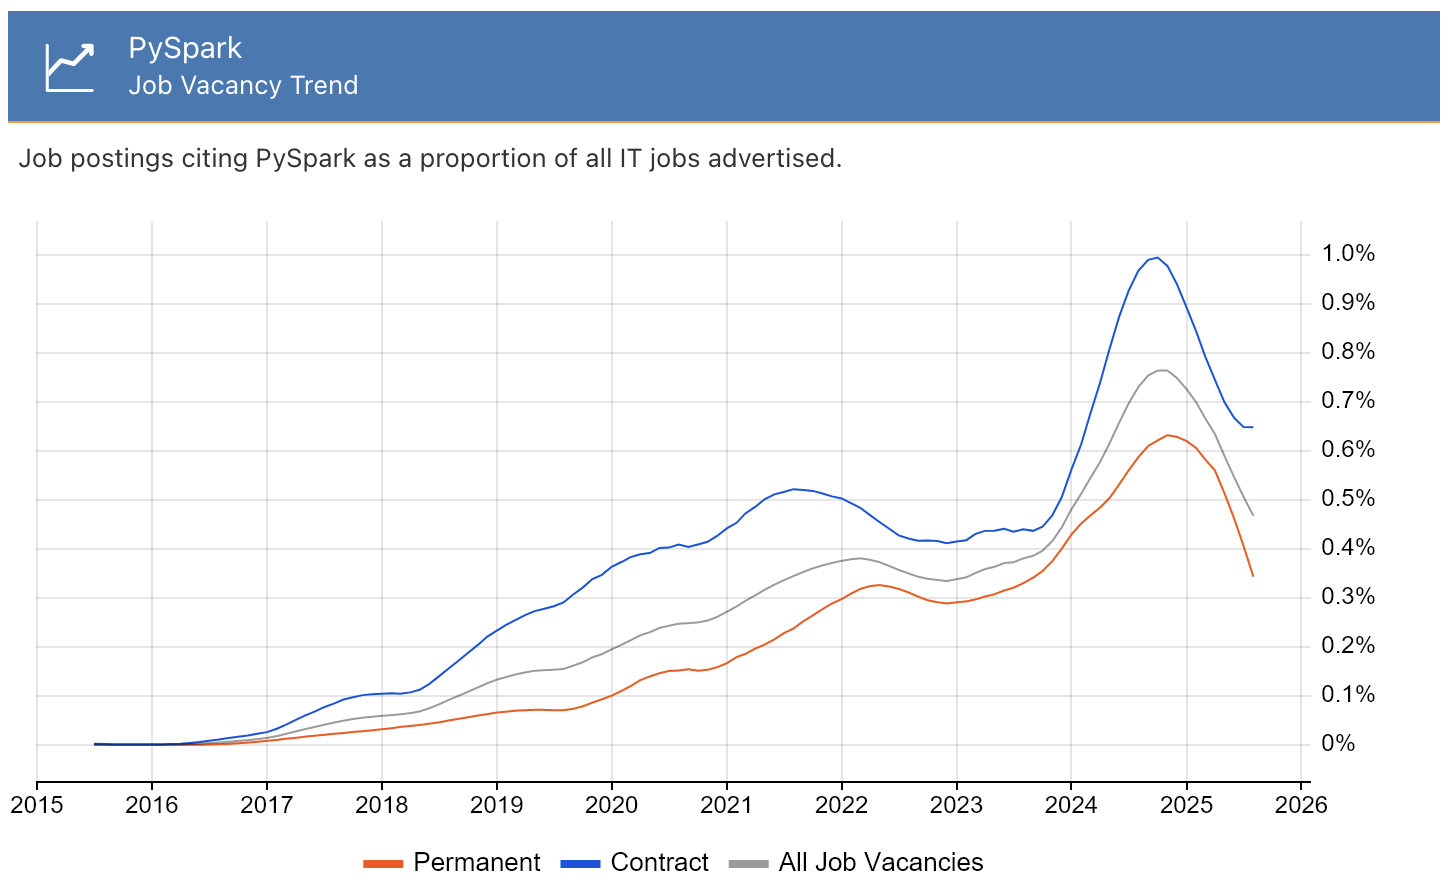 PySpark
Job Vacancy Trend
Job postings citing PySpark as a proportion of all IT jobs advertised.
1.0%
0.9%
0.8%
0.7%
0.6%
0.5%
0.4%
0.3%
0.2%
0.1%
0%
2015 2016 2017 2018 2019 2020 2021 2022 2023 2024 2025 2026
Permanent Contract All Job Vacancies